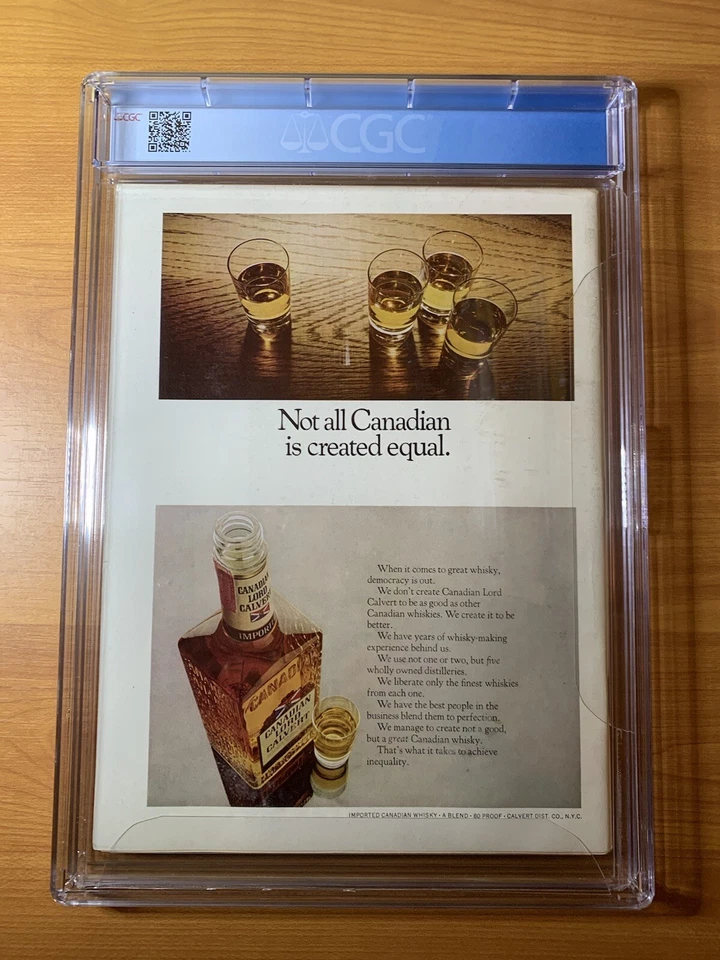 CGC
CGC
Not all Canadian
is created equal.
CANADIAN
LORD
CALVERT
IMPORTED
CANADIAN
LORD
CALVERT
When it comes to great whisky,
democracy is out.
We don't create Canadian Lord
Calvert to be as good as other
Canadian whiskies. We create it to be
better.
We have years of whisky-making
experience behind us.
We use not one or two, but five
wholly owned distilleries.
We liberate only the finest whiskies
from each one.
We have the best people in the
business blend them to perfection.
We manage to create not a good,
but a great Canadian whisky.
That's what it takes to achieve
inequality.
IMPORTED CANADIAN WHISKY • A BLEND • 80 PROOF • CALVERT DIST. CO., N.Y.C.